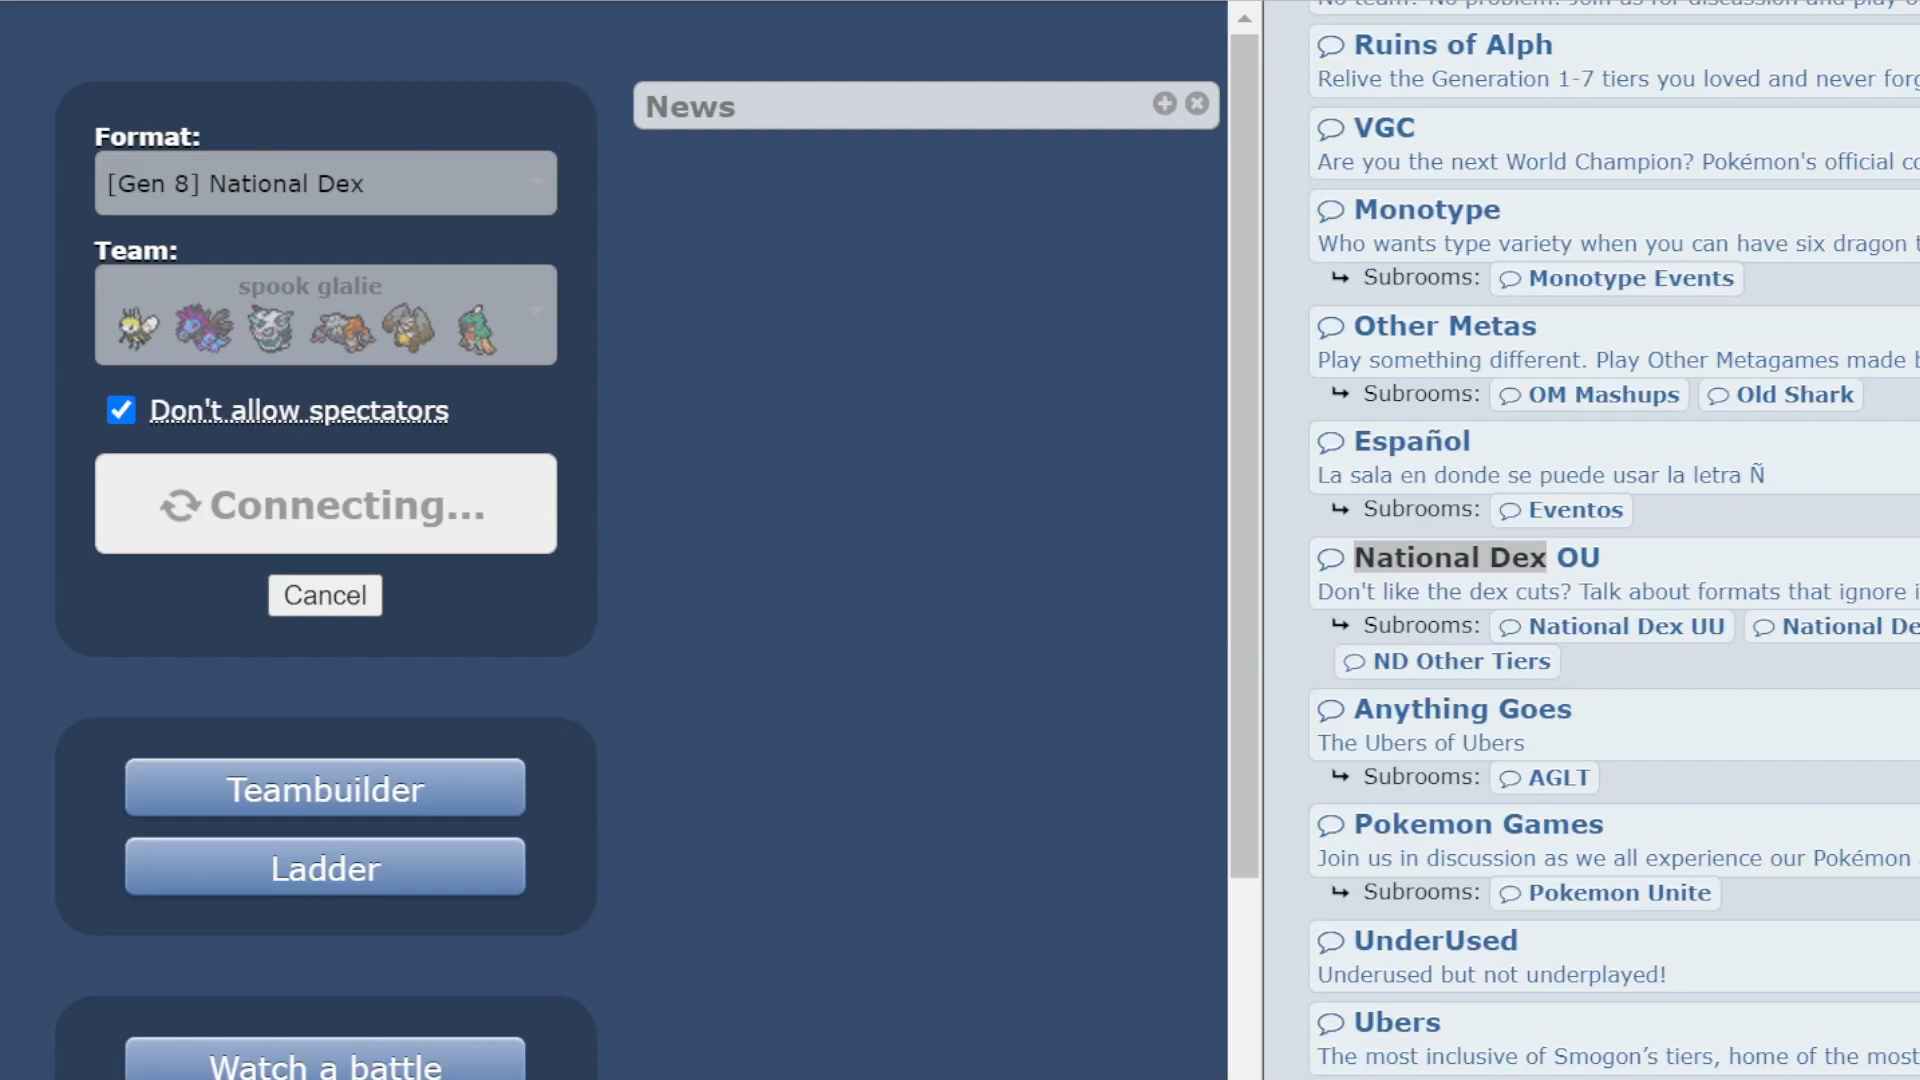 Format:
[Gen 8] National Dex
Team:
spook glalie
Don't allow spectators
Connecting...
Cancel
Teambuilder
Ladder
Watch a battle
News
Ruins of Alph
Relive the Generation 1-7 tiers you loved and never forg
VGC
Are you the next World Champion? Pokémon's official co
Monotype
Who wants type variety when you can have six dragon t
Subrooms: Monotype Events
Other Metas
Play something different. Play Other Metagames made b
Subrooms: OM Mashups Old Shark
Español
La sala en donde se puede usar la letra Ñ
Subrooms: Eventos
National Dex OU
Don't like the dex cuts? Talk about formats that ignore i
Subrooms: National Dex UU National De
ND Other Tiers
Anything Goes
The Ubers of Ubers
Subrooms: AGLT
Pokemon Games
Join us in discussion as we all experience our Pokémon
Subrooms: Pokemon Unite
UnderUsed
Underused but not underplayed!
Ubers
The most inclusive of Smogon’s tiers, home of the most